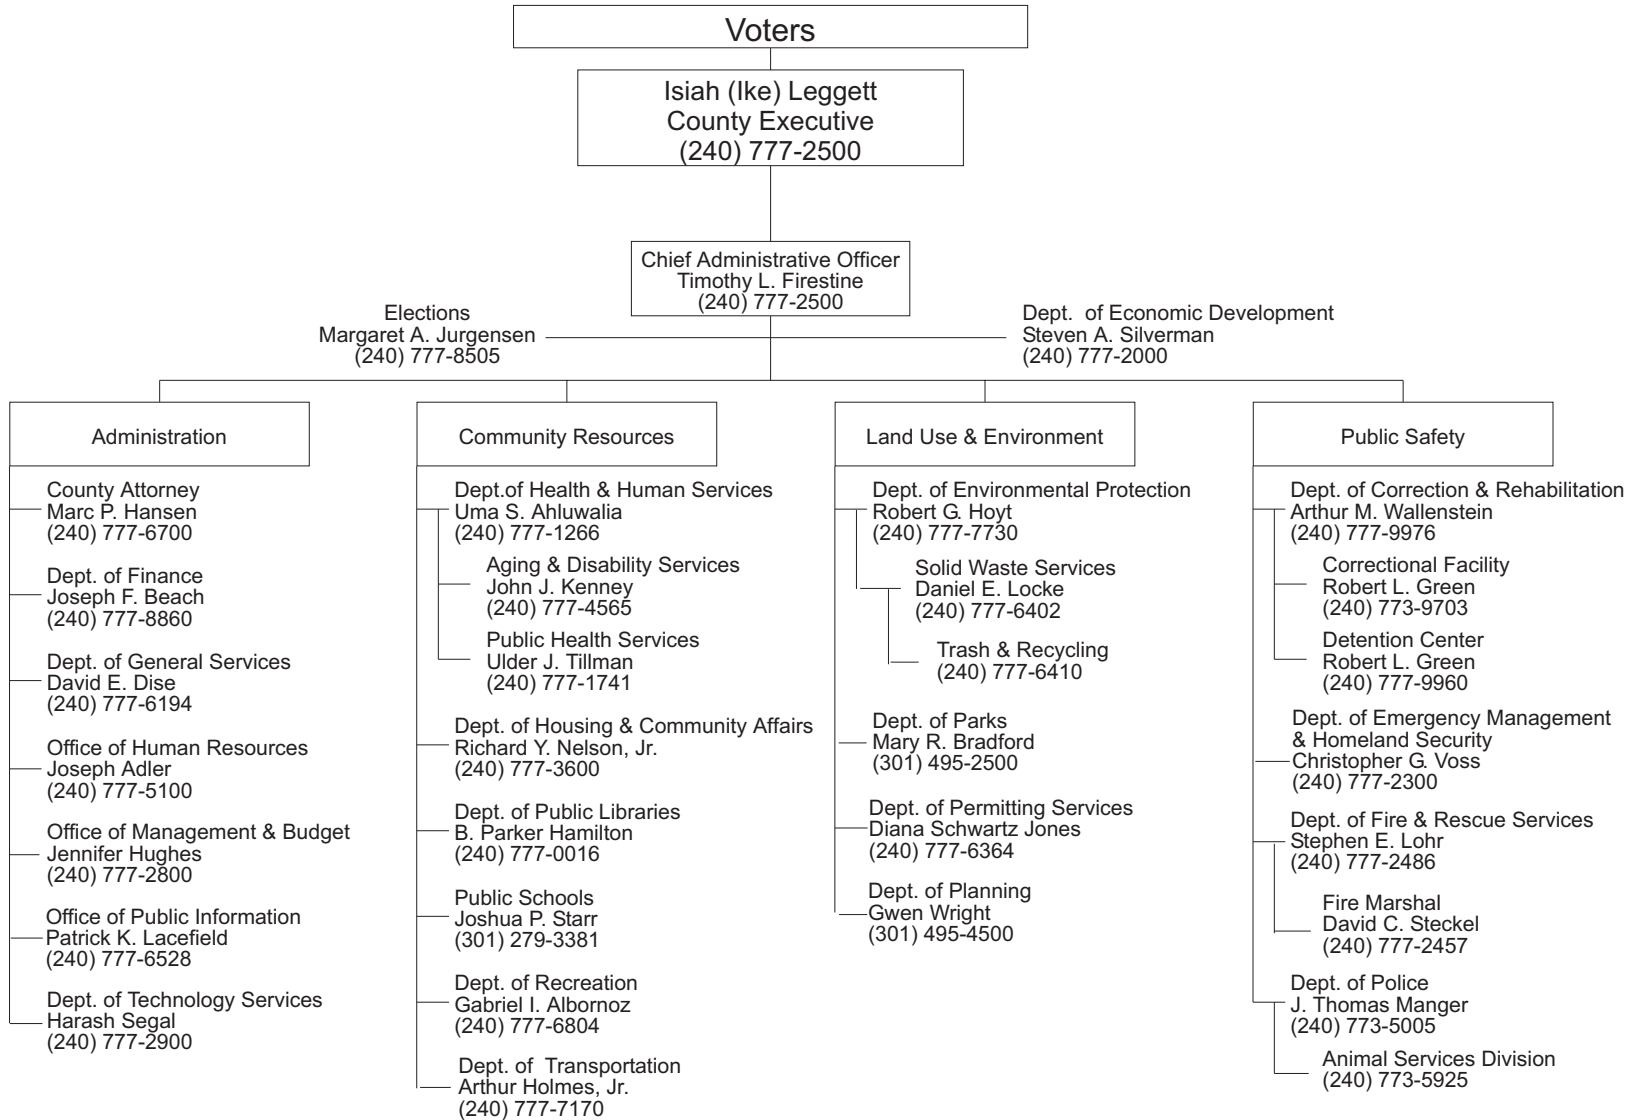 Voters
Isiah (Ike) Leggett
County Executive
(240) 777-2500
Chief Administrative Officer
Timothy L. Firestine
(240) 777-2500
Elections
Margaret A. Jurgensen
(240) 777-8505
Dept. of Economic Development
Steven A. Silverman
(240) 777-2000
Administration
County Attorney
Marc P. Hansen
(240) 777-6700
Dept. of Finance
Joseph F. Beach
(240) 777-8860
Dept. of General Services
David E. Dise
(240) 777-6194
Office of Human Resources
Joseph Adler
(240) 777-5100
Office of Management & Budget
Jennifer Hughes
(240) 777-2800
Office of Public Information
Patrick K. Lacefield
(240) 777-6528
Dept. of Technology Services
Harash Segal
(240) 777-2900
Community Resources
Dept.of Health & Human Services
Uma S. Ahluwalia
(240) 777-1266
Aging & Disability Services
John J. Kenney
(240) 777-4565
Public Health Services
Ulder J. Tillman
(240) 777-1741
Dept. of Housing & Community Affairs
Richard Y. Nelson, Jr.
(240) 777-3600
Dept. of Public Libraries
B. Parker Hamilton
(240) 777-0016
Public Schools
Joshua P. Starr
(301) 279-3381
Dept. of Recreation
Gabriel I. Albornoz
(240) 777-6804
Dept. of Transportation
Arthur Holmes, Jr.
(240) 777-7170
Land Use & Environment
Dept. of Environmental Protection
Robert G. Hoyt
(240) 777-7730
Solid Waste Services
Daniel E. Locke
(240) 777-6402
Trash & Recycling
(240) 777-6410
Dept. of Parks
Mary R. Bradford
(301) 495-2500
Dept. of Permitting Services
Diana Schwartz Jones
(240) 777-6364
Dept. of Planning
Gwen Wright
(301) 495-4500
Public Safety
Dept. of Correction & Rehabilitation
Arthur M. Wallenstein
(240) 777-9976
Correctional Facility
Robert L. Green
(240) 773-9703
Detention Center
Robert L. Green
(240) 777-9960
Dept. of Emergency Management
& Homeland Security
Christopher G. Voss
(240) 777-2300
Dept. of Fire & Rescue Services
Stephen E. Lohr
(240) 777-2486
Fire Marshal
David C. Steckel
(240) 777-2457
Dept. of Police
J. Thomas Manger
(240) 773-5005
Animal Services Division
(240) 773-5925